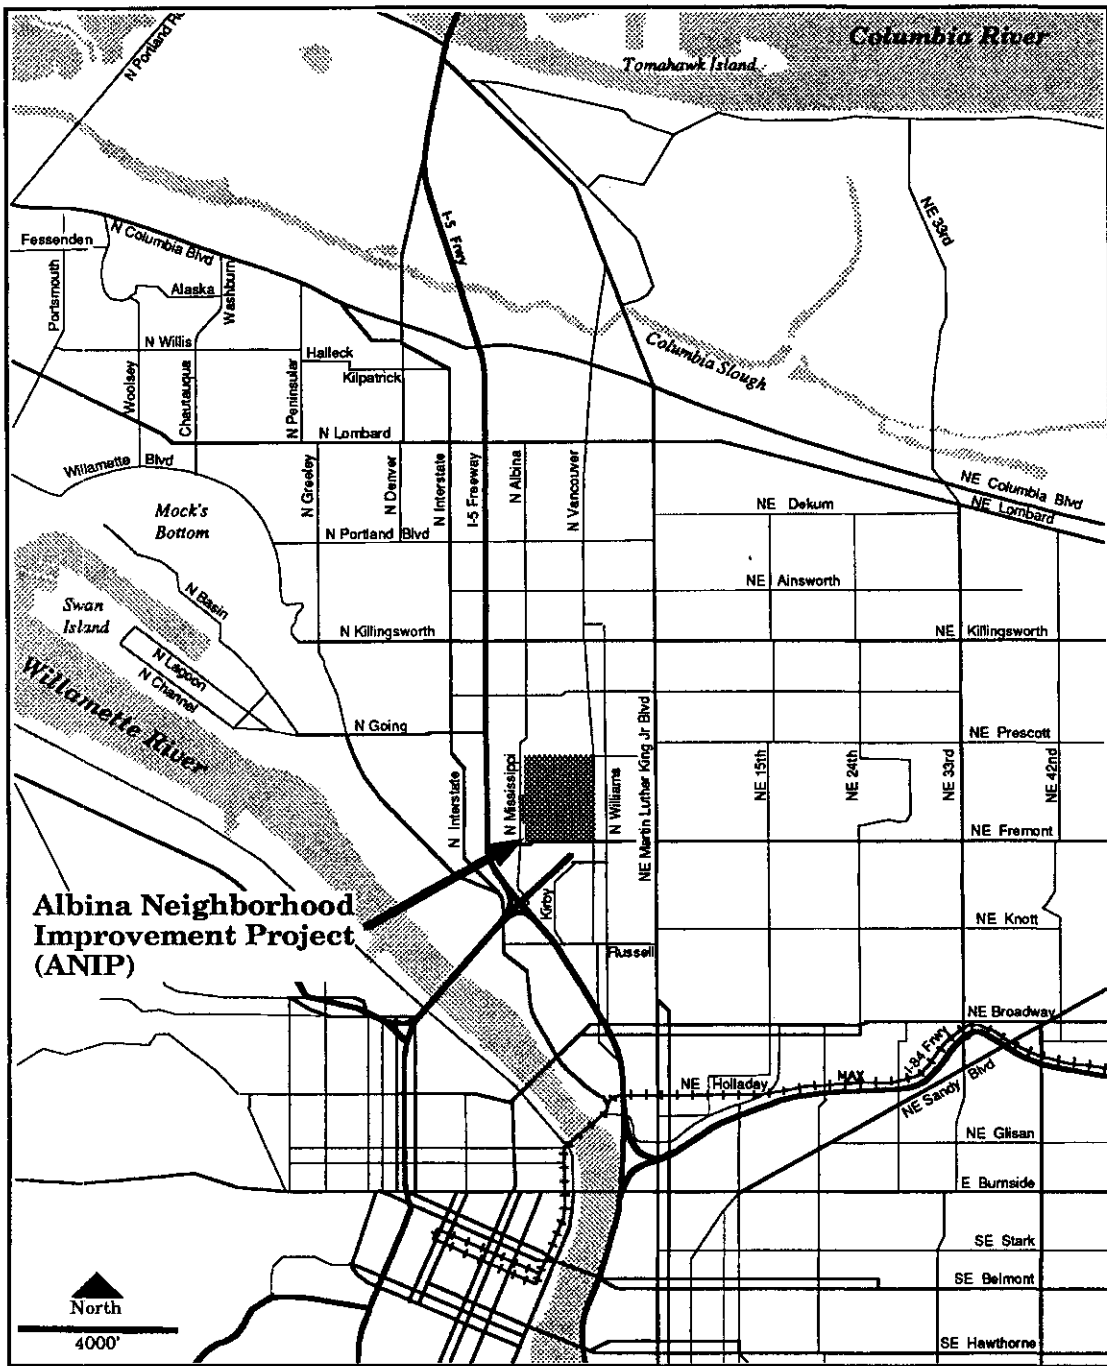 N Portland R
Columbia River
Tomahawk Island
I-5 Frwy
NE 33rd
Fessenden
N Columbia Blvd
Portsmouth
Alaska
Washburn
N Willis
Halleck
Kilpatrick
Woolsey
Chautauqua
N Peninsular
Columbia Slough
N Lombard
Willamette Blvd
N Greeley
N Denver
N Interstate
I-5 Freeway
N Albina
N Vancouver
NE Columbia Blvd
NE Lombard
NE Dekum
Mock's
Bottom
N Portland Blvd
NE Ainsworth
N Basin
Swan
Island
N Killingsworth
NE Killingsworth
N Lagoon
N Channel
Willamette River
N Going
NE Prescott
N Interstate
N Mississippi
N Williams
NE Martin Luther King Jr Blvd
NE 15th
NE 24th
NE 33rd
NE 42nd
NE Fremont
Albina Neighborhood
Improvement Project
(ANIP)
Kirby
NE Knott
Russell
NE Broadway
I-84 Frwy
NE Holladay
MAX
NE Sandy Blvd
NE Glisan
E Burnside
SE Stark
SE Belmont
North
4000'
SE Hawthorne